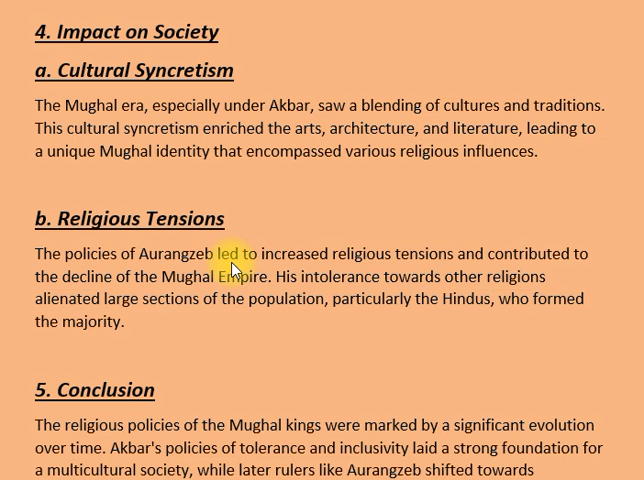 4. Impact on Society
a. Cultural Syncretism
The Mughal era, especially under Akbar, saw a blending of cultures and traditions.
This cultural syncretism enriched the arts, architecture, and literature, leading to
a unique Mughal identity that encompassed various religious influences.
b. Religious Tensions
The policies of Aurangzeb led to increased religious tensions and contributed to
the decline of the Mughal Empire. His intolerance towards other religions
alienated large sections of the population, particularly the Hindus, who formed
the majority.
5. Conclusion
The religious policies of the Mughal kings were marked by a significant evolution
over time. Akbar's policies of tolerance and inclusivity laid a strong foundation for
a multicultural society, while later rulers like Aurangzeb shifted towards